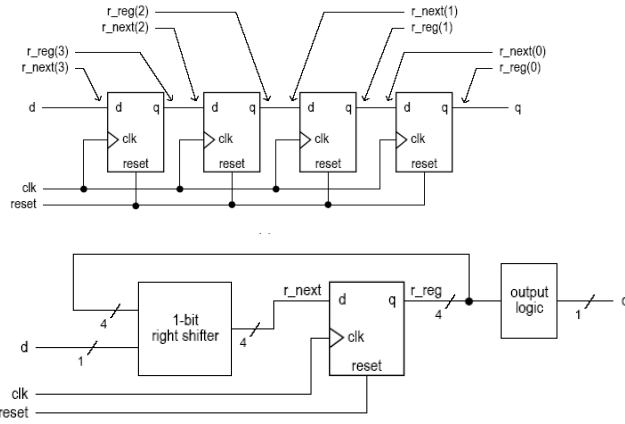 r_reg(2)
r_next(2)
r_next(1)
r_reg(1)
r_reg(3)
r_next(3)
r_next(0)
r_reg(0)
d
d q
d q
d q
d q
q
clk
clk
clk
clk
reset
reset
reset
reset
clk
reset
r_next
r_reg
d q
4
1-bit
right shifter
4
4
output
logic
1
d
1
clk
reset
clk
reset